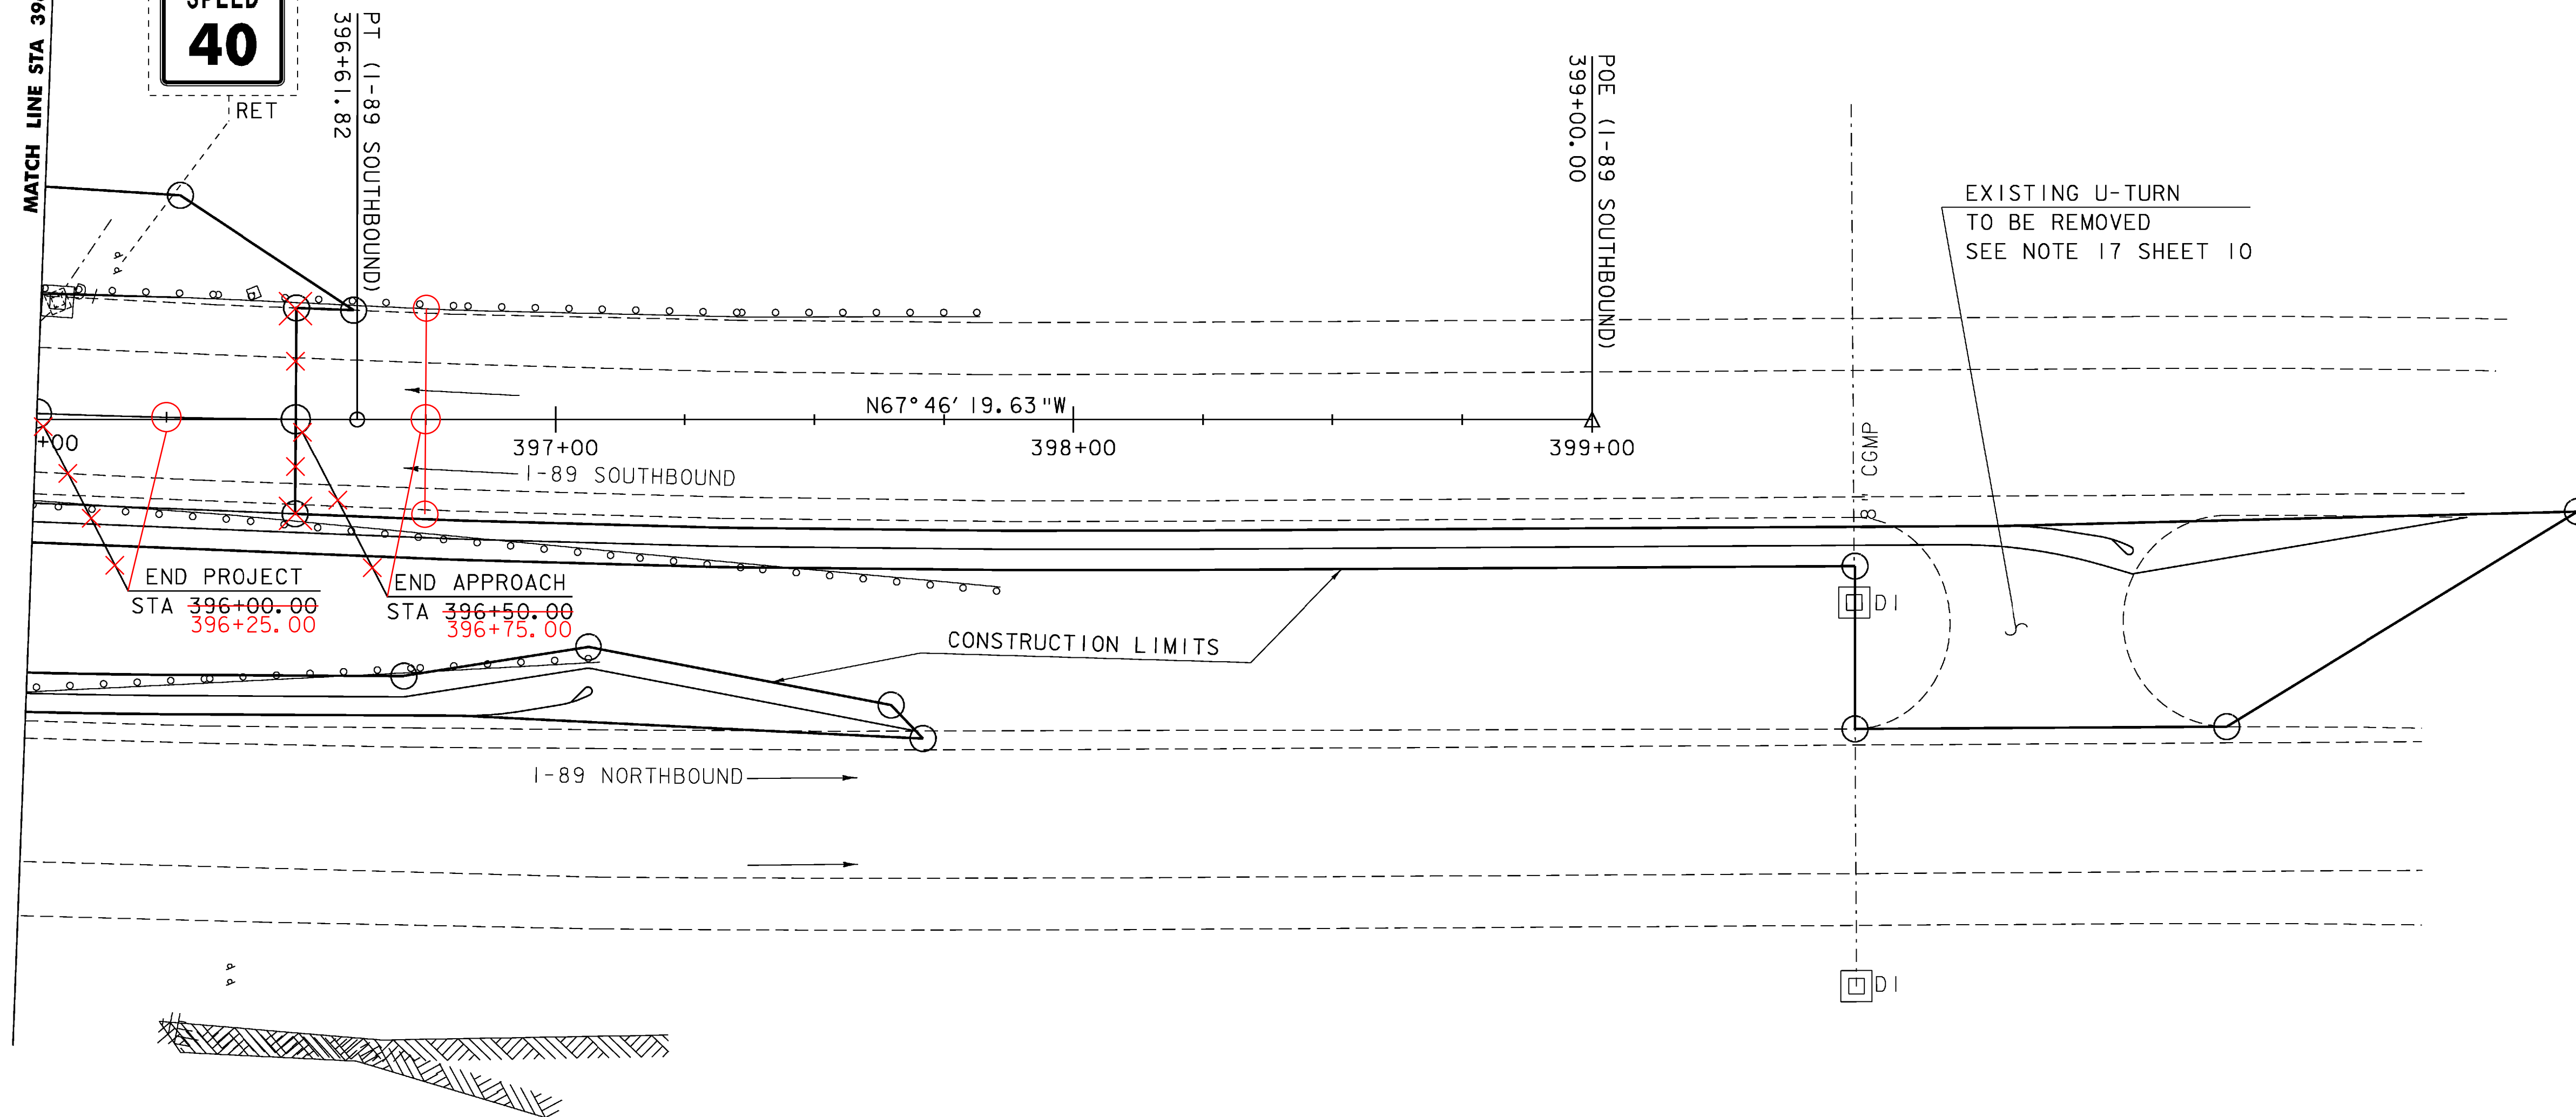 SPEED
40
MATCH LINE STA 39
RET
PT (I-89 SOUTHBOUND)
396+61.82
POE (I-89 SOUTHBOUND)
399+00.00
EXISTING U-TURN
TO BE REMOVED
SEE NOTE 17 SHEET 10
N67°46'19.63"W
+00
397+00
398+00
399+00
I-89 SOUTHBOUND
8" CGMP
END PROJECT
STA 396+00.00
396+25.00
END APPROACH
STA 396+50.00
396+75.00
DI
CONSTRUCTION LIMITS
I-89 NORTHBOUND
DI